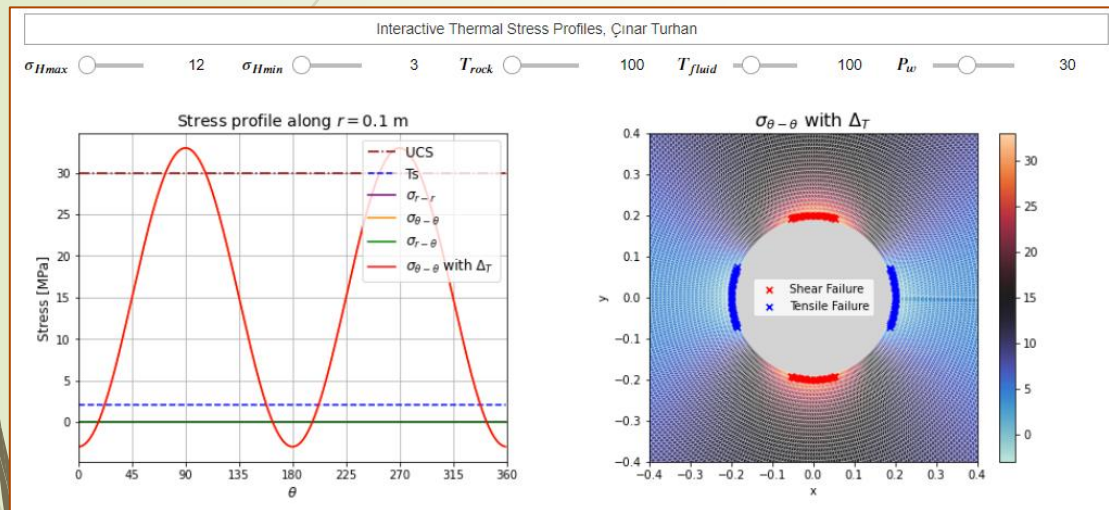 Interactive Thermal Stress Profiles, Çınar Turhan
σHmax 12 σHmin 3 Trock 100 Tfluid 100 Pw 30
Stress profile along r = 0.1 m
Stress [MPa]
30
25
20
15
10
5
0
0 45 90 135 180 225 270 315 360
θ
UCS
Ts
σr−r
σθ−θ
σr−θ
σθ−θ with ΔT
σθ−θ with ΔT
y
0.4
0.3
0.2
0.1
0.0
−0.1
−0.2
−0.3
−0.4
−0.4 −0.3 −0.2 −0.1 0.0 0.1 0.2 0.3 0.4
x
Shear Failure
Tensile Failure
30
25
20
15
10
5
0